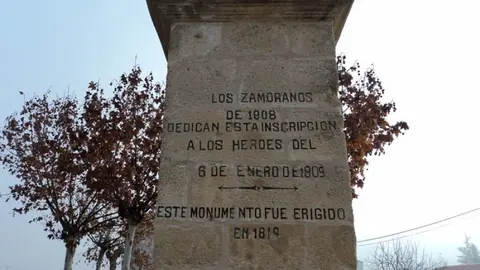 LOS ZAMORANOS
DE 1808
DEDICAN ESTA INSCRIPCION
A LOS HEROES DEL
6 DE ENERO DE 1809
ESTE MONUMENTO FUE ERIGIDO
EN 1819